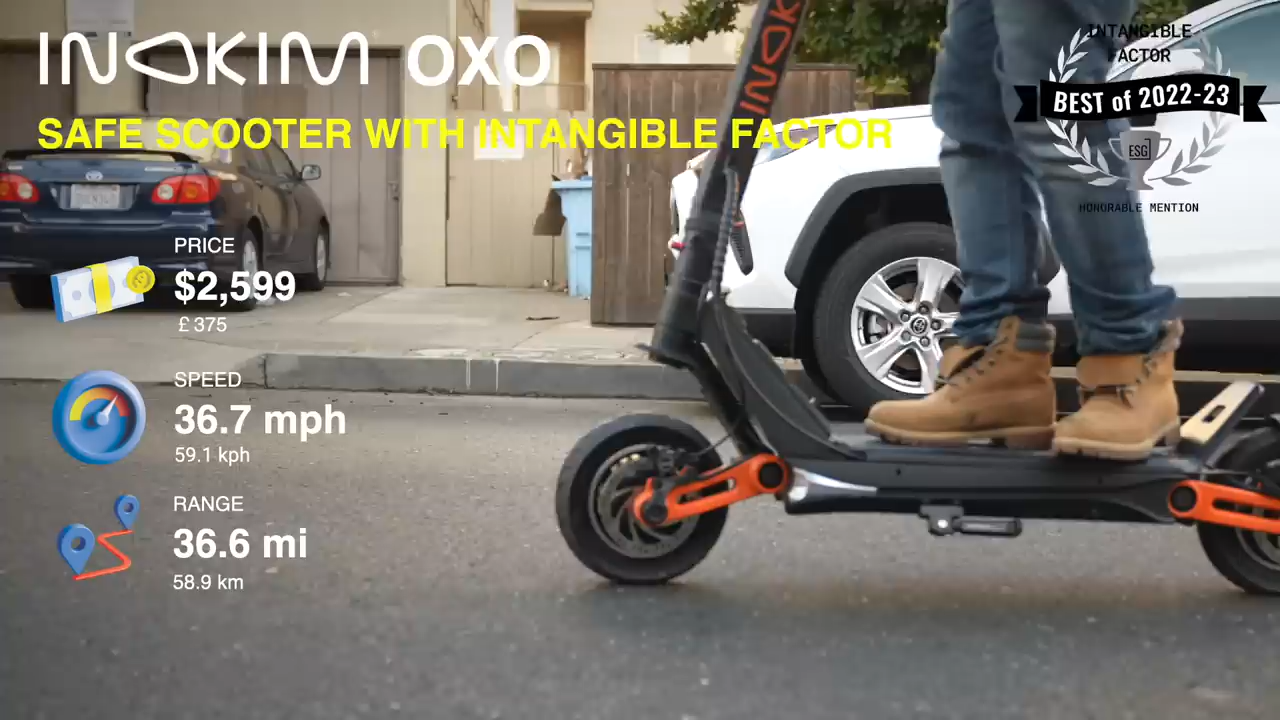 INOKIM OXO
SAFE SCOOTER WITH INTANGIBLE FACTOR
PRICE
$2,599
£375
SPEED
36.7 mph
59.1 kph
RANGE
36.6 mi
58.9 km
INTANGIBLE
FACTOR
BEST of 2022-23
ESG
HONORABLE MENTION
INOK